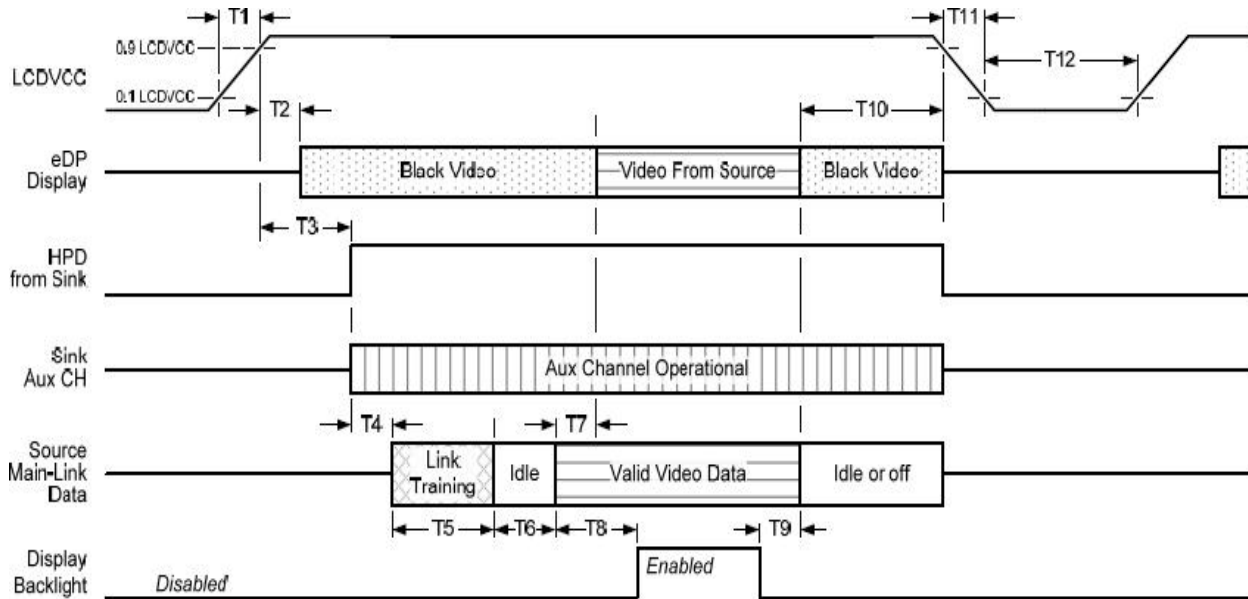 T1
T11
0.9 LCDVCC
LCDVCC
T12
0.1 LCDVCC
T2
T10
eDP
Display
Black Video
Video From Source
Black Video
T3
HPD
from Sink
Sink
Aux CH
Aux Channel Operational
T4
T7
Source
Main-Link
Data
Link
Training
Idle
Valid Video Data
Idle or off
T5
T6
T8
T9
Display
Backlight
Disabled
Enabled